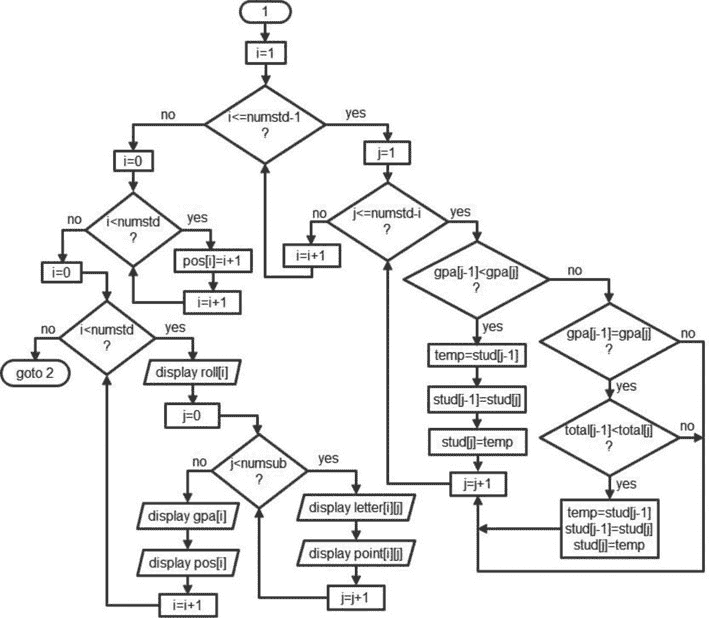 1
i=1
i<=numstd-1
?
no
yes
i=0
j=1
i<numstd
?
no
yes
pos[i]=i+1
i=i+1
i=0
j<=numstd-i
?
no
yes
i=i+1
gpa[j-1]<gpa[j]
?
no
yes
temp=stud[j-1]
stud[j-1]=stud[j]
stud[j]=temp
j=j+1
gpa[j-1]=gpa[j]
?
no
yes
total[j-1]<total[j]
?
no
yes
temp=stud[j-1]
stud[j-1]=stud[j]
stud[j]=temp
i<numstd
?
no
yes
goto 2
display roll[i]
j=0
j<numsub
?
no
yes
display gpa[i]
display pos[i]
i=i+1
display letter[i][j]
display point[i][j]
j=j+1